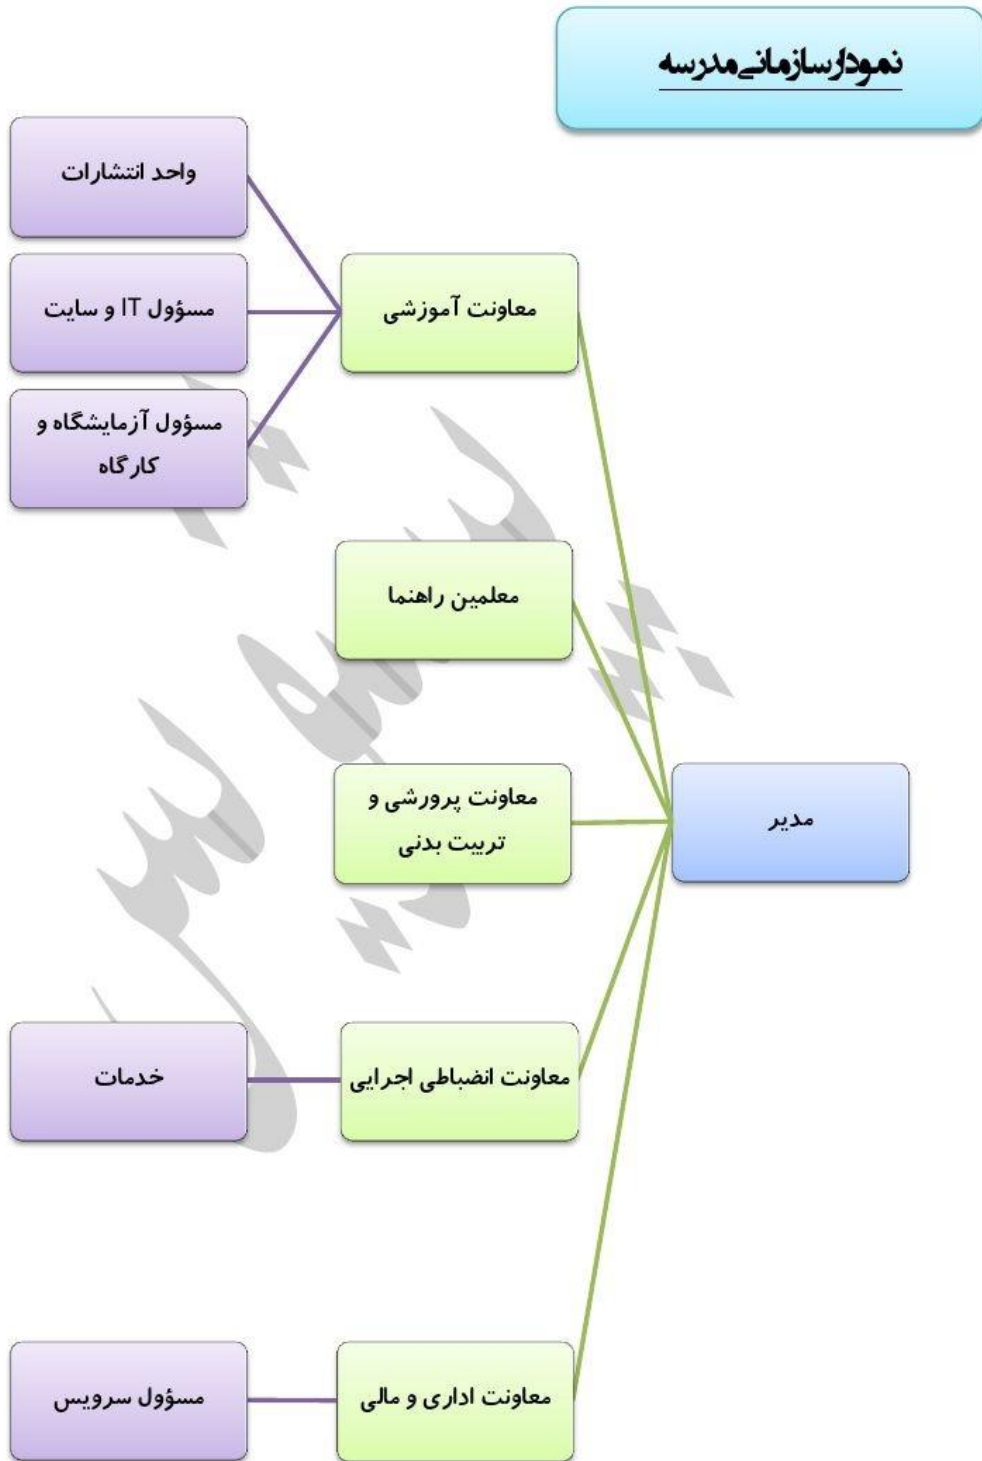 نمودار سازمانی مدرسه
واحد انتشارات
معاونت آموزشی
مسؤول IT و سایت
مسؤول آزمایشگاه و
کارگاه
معلمین راهنما
معاونت پرورشی و
تربیت بدنی
مدیر
معاونت انضباطی اجرایی
خدمات
معاونت اداری و مالی
مسؤول سرویس